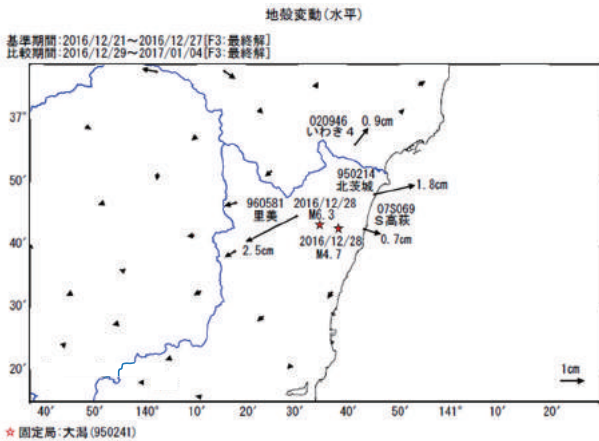 地殻変動(水平)
基準期間:2016/12/21~2016/12/27[F3:最終解]
比較期間:2016/12/29~2017/01/04[F3:最終解]
37°
020946
いわき4
0.9cm
50′
950214
北茨城
1.8cm
960581
里美
2016/12/28
M6.3
07S069
S高萩
40′
2.5cm
2016/12/28
M4.7
0.7cm
30′
20′
1cm
40′ 50′ 140° 10′ 20′ 30′ 40′ 50′ 141° 10′ 20′
☆ 固定局:大潟(950241)